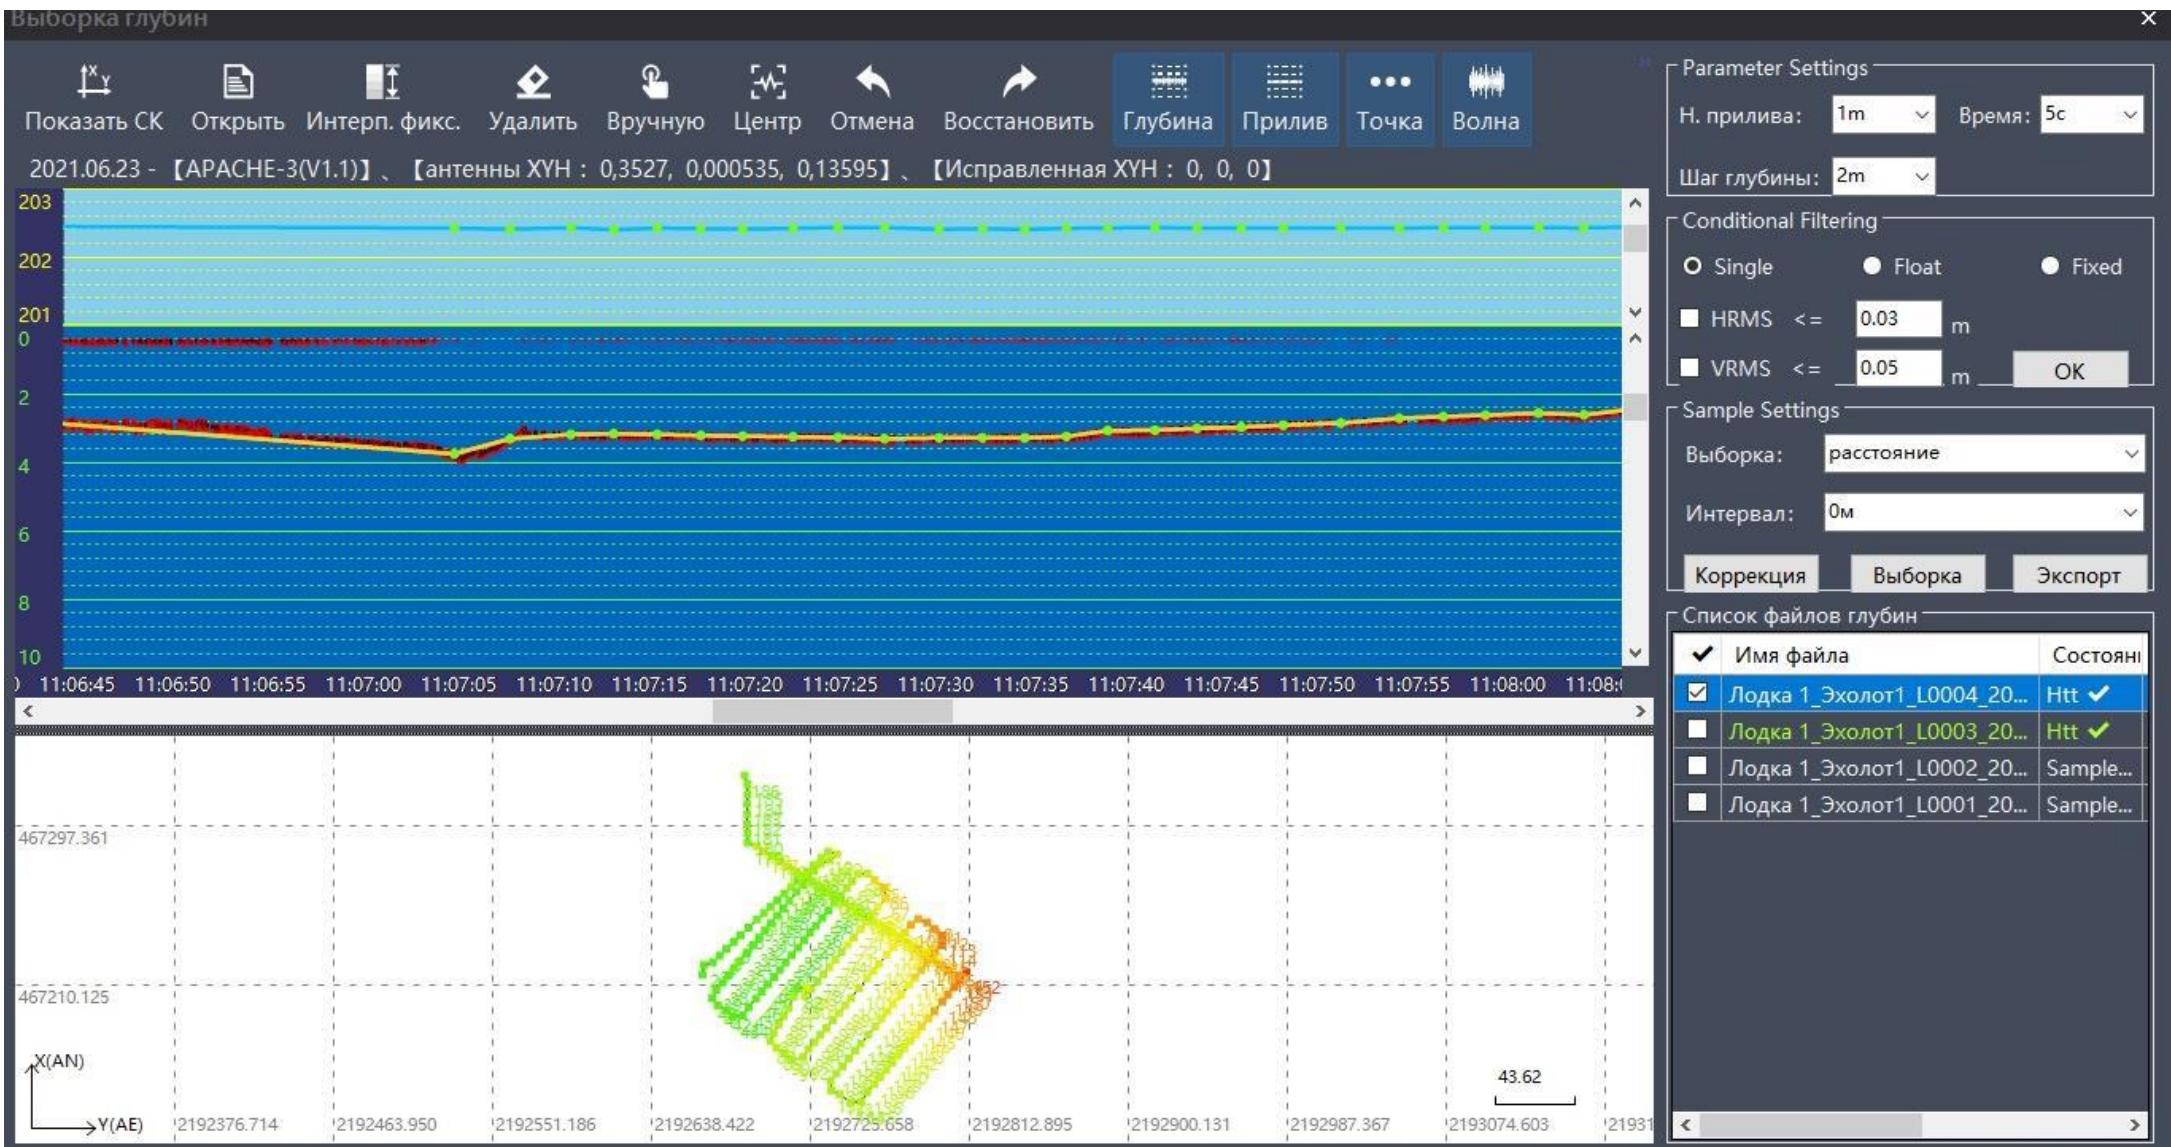 Выборка глубин
Показать СК Открыть Интерп. фикс. Удалить Вручную Центр Отмена Восстановить Глубина Прилив Точка Волна
2021.06.23 - 【APACHE-3(V1.1)】、【антенны XYH : 0,3527, 0,000535, 0,13595】、【Исправленная XYH : 0, 0, 0】
203
202
201
0
2
4
6
8
10
11:06:45 11:06:50 11:06:55 11:07:00 11:07:05 11:07:10 11:07:15 11:07:20 11:07:25 11:07:30 11:07:35 11:07:40 11:07:45 11:07:50 11:07:55 11:08:00 11:08:
467297.361
467210.125
X(AN)
43.62
Y(AE) 2192376.714 2192463.950 2192551.186 2192638.422 2192725.658 2192812.895 2192900.131 2192987.367 2193074.603 21931
Parameter Settings
Н. прилива: 1m Время: 5c
Шаг глубины: 2m
Conditional Filtering
Single Float Fixed
HRMS <= 0.03 m
VRMS <= 0.05 m OK
Sample Settings
Выборка: расстояние
Интервал: 0м
Коррекция Выборка Экспорт
Список файлов глубин
Имя файла Состоян
Лодка 1_Эхолот1_L0004_20... Htt
Лодка 1_Эхолот1_L0003_20... Htt
Лодка 1_Эхолот1_L0002_20... Sample...
Лодка 1_Эхолот1_L0001_20... Sample...